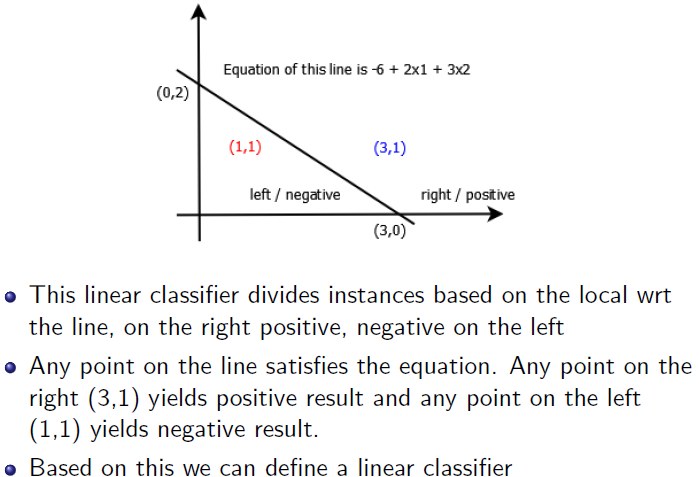 Equation of this line is -6 + 2x1 + 3x2
(0,2)
(1,1)
(3,1)
left / negative
right / positive
(3,0)
This linear classifier divides instances based on the local wrt
the line, on the right positive, negative on the left
Any point on the line satisfies the equation. Any point on the
right (3,1) yields positive result and any point on the left
(1,1) yields negative result.
Based on this we can define a linear classifier